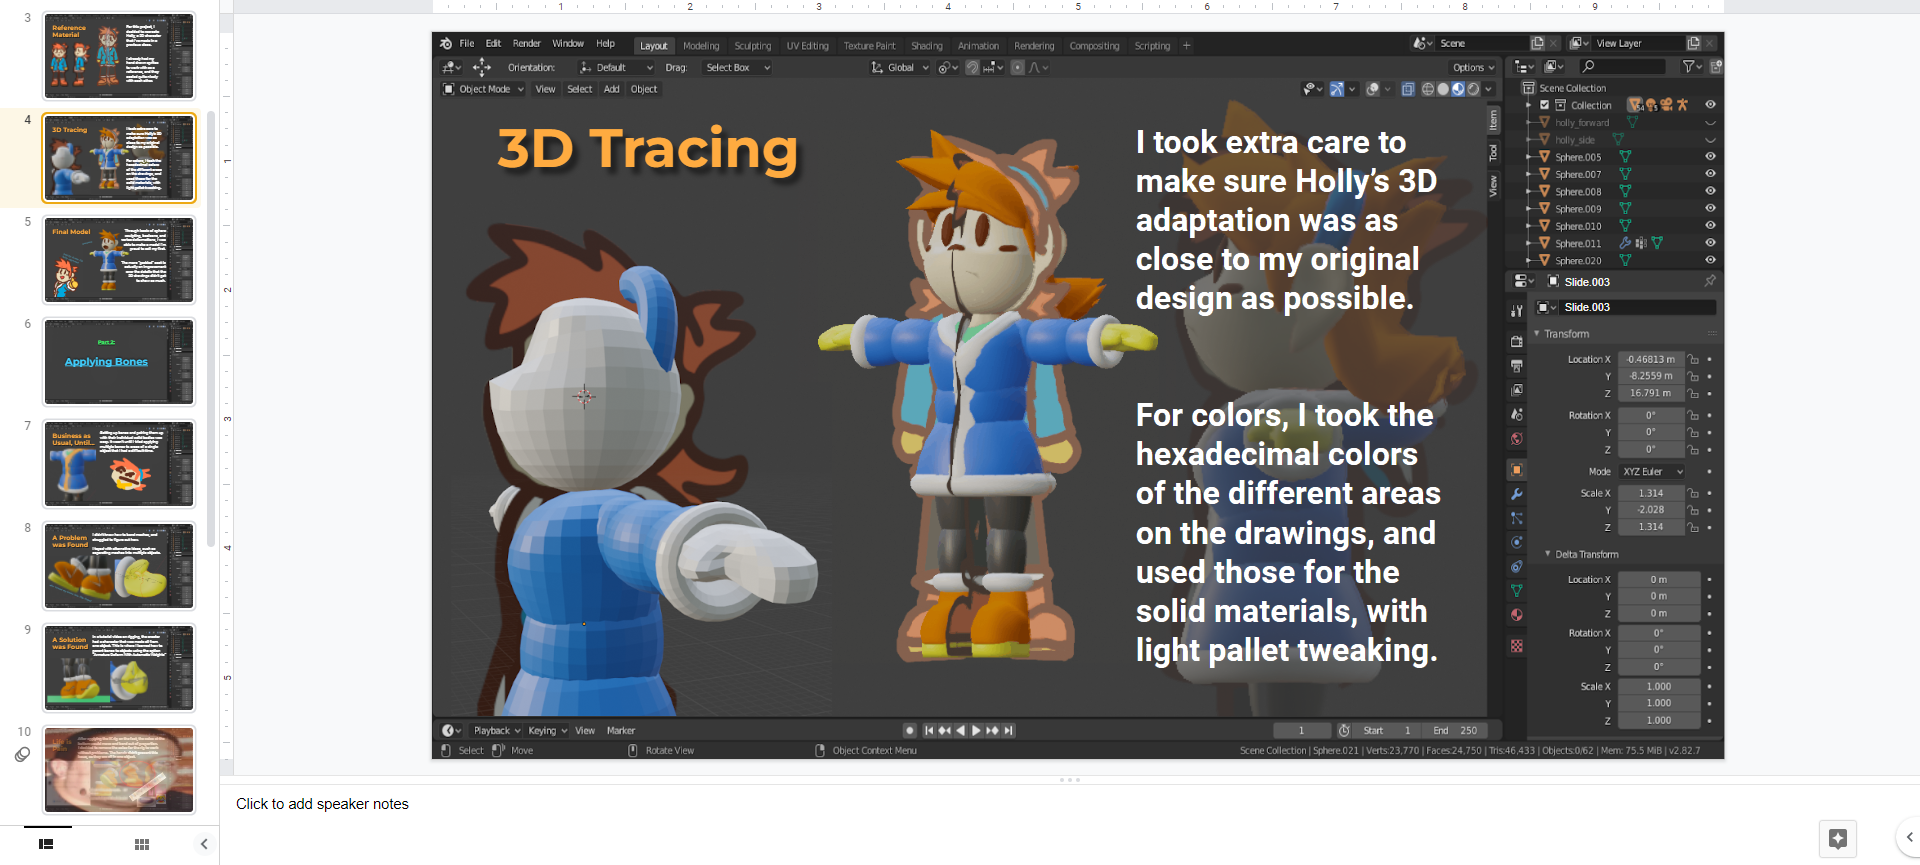 3
Reference
Material
4
3D Tracing
5
Final Model
6
Part 2:
Applying Bones
7
Business as
Usual, Until...
8
A Problem
was Found
9
A Solution
was Found
10
1 2 3 4 5 6 7 8 9
1
2
3
4
5
File Edit Render Window Help Layout Modeling Sculpting UV Editing Texture Paint Shading Animation Rendering Compositing Scripting + Scene View Layer
Orientation: Default Drag: Select Box Global Options
Object Mode View Select Add Object
3D Tracing
I took extra care to
make sure Holly’s 3D
adaptation was as
close to my original
design as possible.
For colors, I took the
hexadecimal colors
of the different areas
on the drawings, and
used those for the
solid materials, with
light pallet tweaking.
Item
Tool
View
Scene Collection
Collection
holly_forward
holly_side
Sphere.005
Sphere.007
Sphere.008
Sphere.009
Sphere.010
Sphere.011
Sphere.020
Slide.003
Slide.003
Transform
Location X -0.46813 m
Y -8.2559 m
Z 16.791 m
Rotation X 0°
Y 0°
Z 0°
Mode XYZ Euler
Scale X 1.314
Y -2.028
Z 1.314
Delta Transform
Location X 0 m
Y 0 m
Z 0 m
Rotation X 0°
Y 0°
Z 0°
Scale X 1.000
Y 1.000
Z 1.000
Playback Keying View Marker 1 Start 1 End 250
Select Move Rotate View Object Context Menu Scene Collection | Sphere.021 | Verts:23,770 | Faces:24,750 | Tris:46,433 | Objects:0/62 | Mem: 75.5 MiB | v2.82.7
Click to add speaker notes